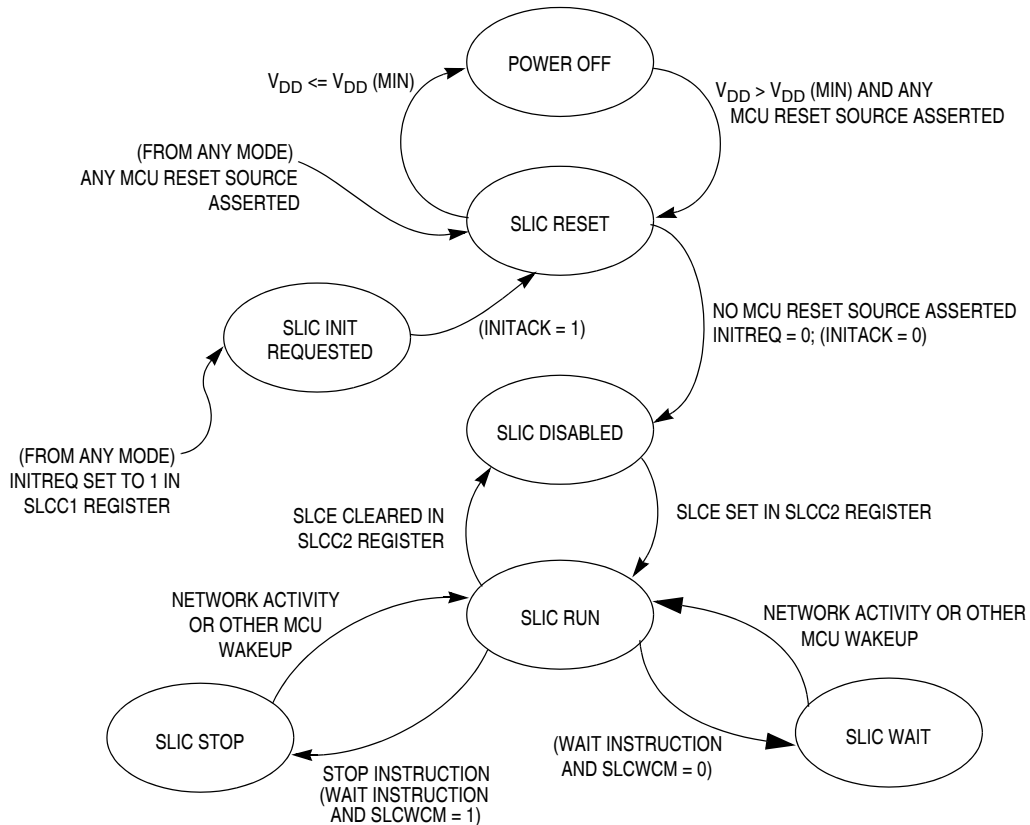 POWER OFF
VDD <= VDD (MIN)
VDD > VDD (MIN) AND ANY
MCU RESET SOURCE ASSERTED
(FROM ANY MODE)
ANY MCU RESET SOURCE
ASSERTED
SLIC RESET
SLIC INIT
REQUESTED
(INITACK = 1)
NO MCU RESET SOURCE ASSERTED
INITREQ = 0; (INITACK = 0)
(FROM ANY MODE)
INITREQ SET TO 1 IN
SLCC1 REGISTER
SLIC DISABLED
SLCE CLEARED IN
SLCC2 REGISTER
SLCE SET IN SLCC2 REGISTER
NETWORK ACTIVITY
OR OTHER MCU
WAKEUP
SLIC RUN
NETWORK ACTIVITY OR OTHER
MCU WAKEUP
SLIC STOP
STOP INSTRUCTION
(WAIT INSTRUCTION
AND SLCWCM = 1)
(WAIT INSTRUCTION
AND SLCWCM = 0)
SLIC WAIT